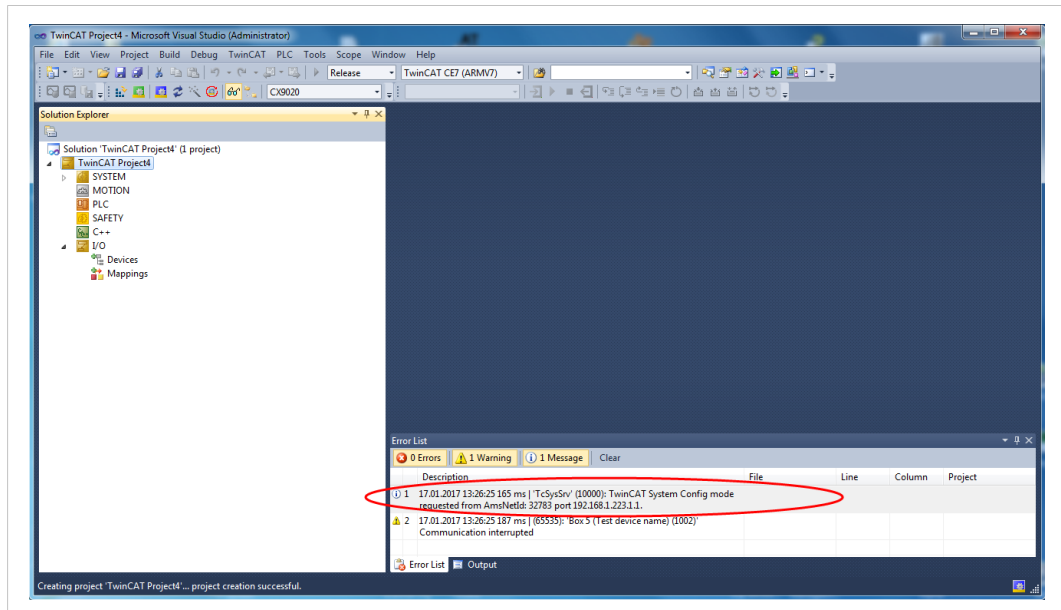 TwinCAT Project4 - Microsoft Visual Studio (Administrator)
File Edit View Project Build Debug TwinCAT PLC Tools Scope Window Help
Release TwinCAT CE7 (ARMV7)
CX9020
Solution Explorer
Solution 'TwinCAT Project4' (1 project)
TwinCAT Project4
SYSTEM
MOTION
PLC
SAFETY
C++
I/O
Devices
Mappings
Error List
0 Errors 1 Warning 1 Message Clear
Description File Line Column Project
1 17.01.2017 13:26:25 165 ms | 'TcSysSrv' (10000): TwinCAT System Config mode
requested from AmsNetId: 32783 port 192.168.1.223.1.1.
2 17.01.2017 13:26:25 187 ms | (65535): 'Box 5 (Test device name) (1002)'
Communication interrupted
Error List Output
Creating project 'TwinCAT Project4'... project creation successful.